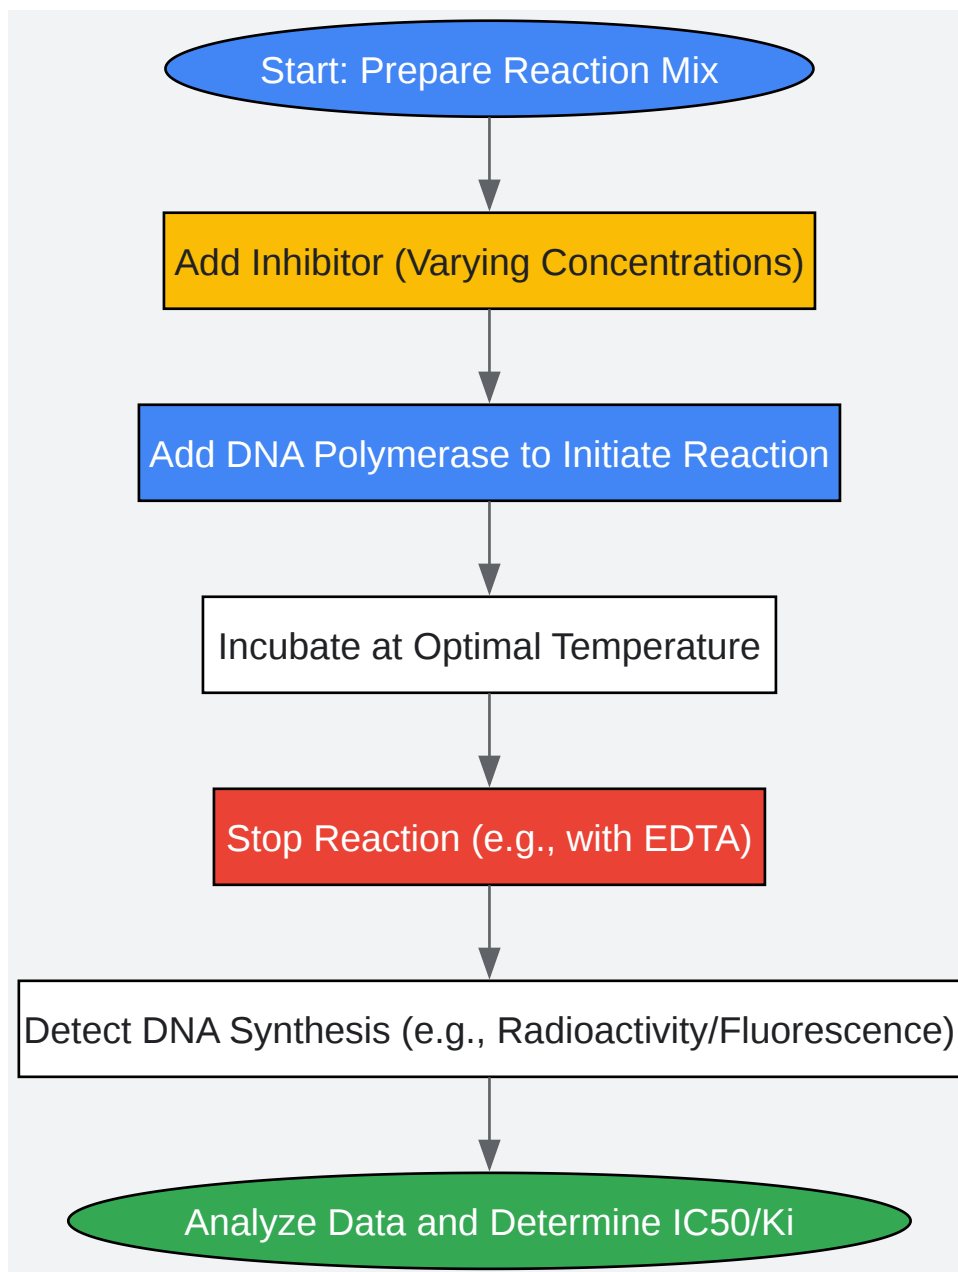 Start: Prepare Reaction Mix
Add Inhibitor (Varying Concentrations)
Add DNA Polymerase to Initiate Reaction
Incubate at Optimal Temperature
Stop Reaction (e.g., with EDTA)
Detect DNA Synthesis (e.g., Radioactivity/Fluorescence)
Analyze Data and Determine IC50/Ki